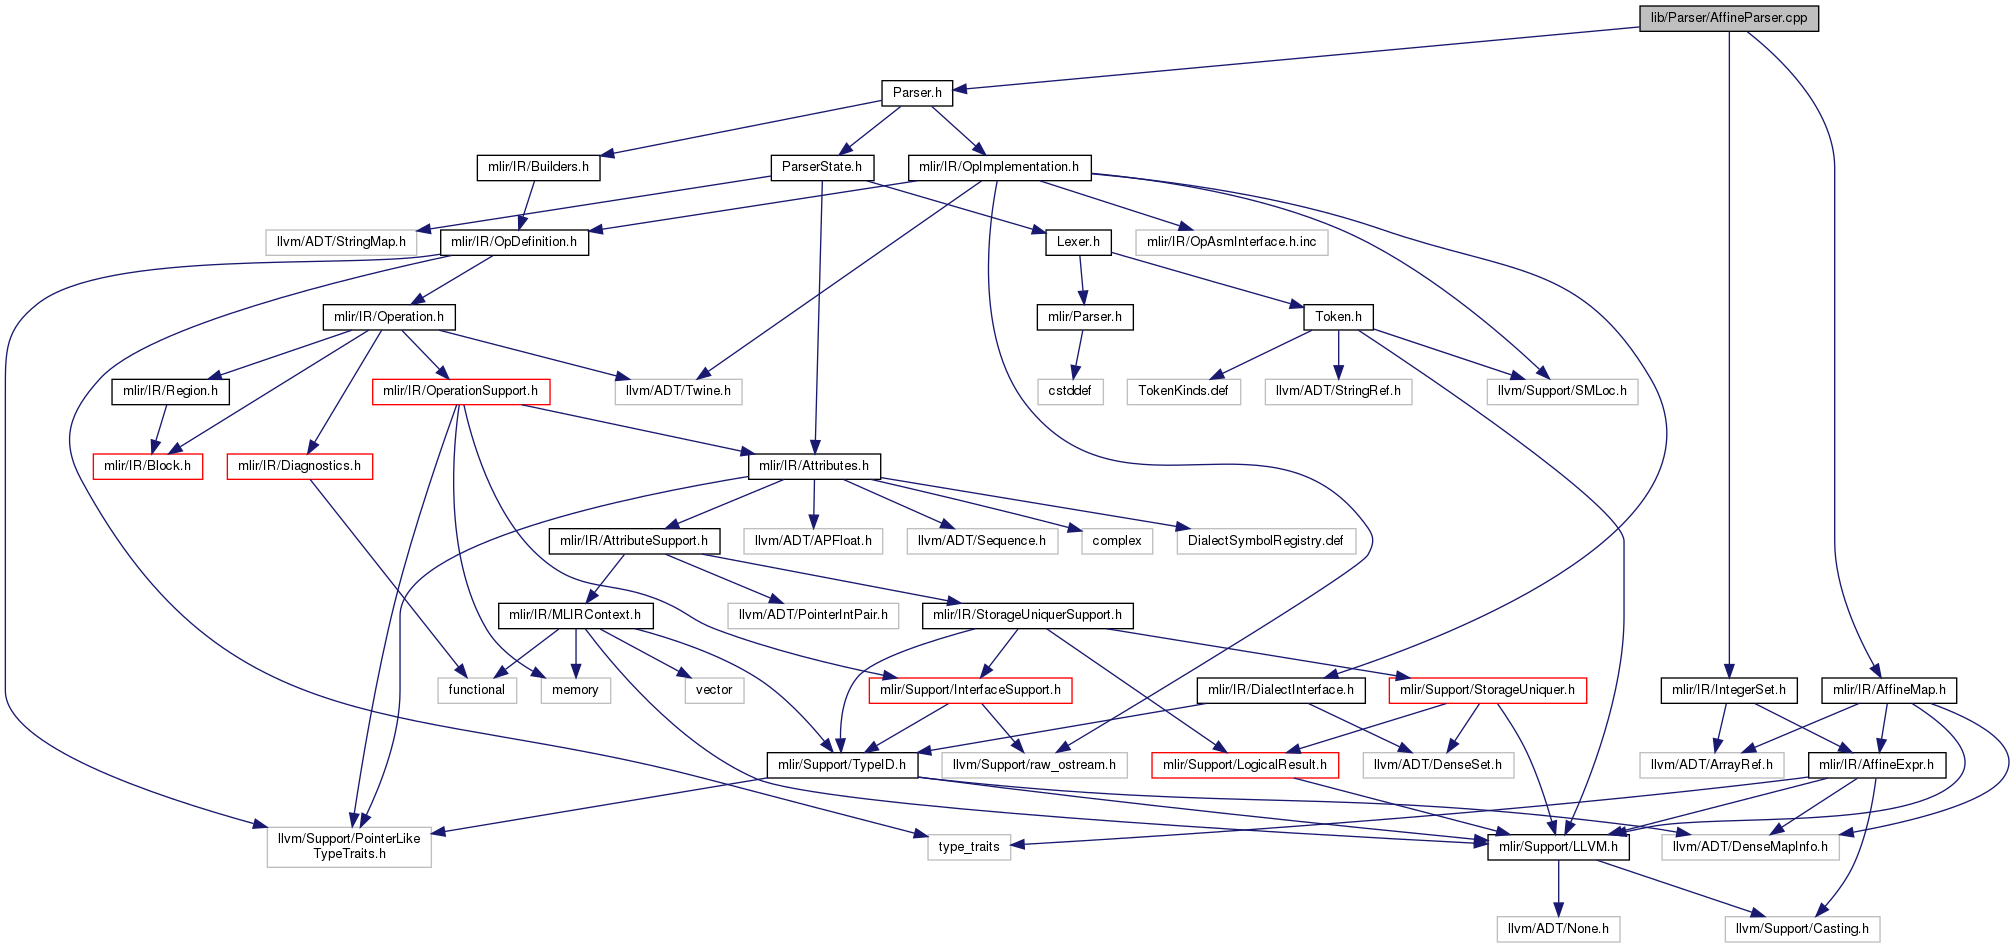 lib/Parser/AffineParser.cpp
Parser.h
mlir/IR/Builders.h
ParserState.h
mlir/IR/OpImplementation.h
llvm/ADT/StringMap.h
mlir/IR/OpDefinition.h
Lexer.h
mlir/IR/OpAsmInterface.h.inc
mlir/IR/Operation.h
mlir/Parser.h
Token.h
mlir/IR/Region.h
mlir/IR/OperationSupport.h
llvm/ADT/Twine.h
cstddef
TokenKinds.def
llvm/ADT/StringRef.h
llvm/Support/SMLoc.h
mlir/IR/Block.h
mlir/IR/Diagnostics.h
mlir/IR/Attributes.h
mlir/IR/AttributeSupport.h
llvm/ADT/APFloat.h
llvm/ADT/Sequence.h
complex
DialectSymbolRegistry.def
mlir/IR/MLIRContext.h
llvm/ADT/PointerIntPair.h
mlir/IR/StorageUniquerSupport.h
functional
memory
vector
mlir/Support/InterfaceSupport.h
mlir/IR/DialectInterface.h
mlir/Support/StorageUniquer.h
mlir/IR/IntegerSet.h
mlir/IR/AffineMap.h
mlir/Support/TypeID.h
llvm/Support/raw_ostream.h
mlir/Support/LogicalResult.h
llvm/ADT/DenseSet.h
llvm/ADT/ArrayRef.h
mlir/IR/AffineExpr.h
llvm/Support/PointerLike
TypeTraits.h
type_traits
mlir/Support/LLVM.h
llvm/ADT/DenseMapInfo.h
llvm/ADT/None.h
llvm/Support/Casting.h